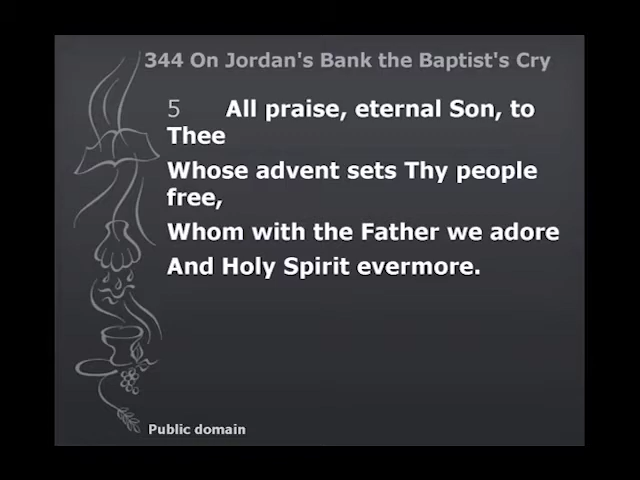 344 On Jordan's Bank the Baptist's Cry
5 All praise, eternal Son, to
Thee
Whose advent sets Thy people
free,
Whom with the Father we adore
And Holy Spirit evermore.
Public domain